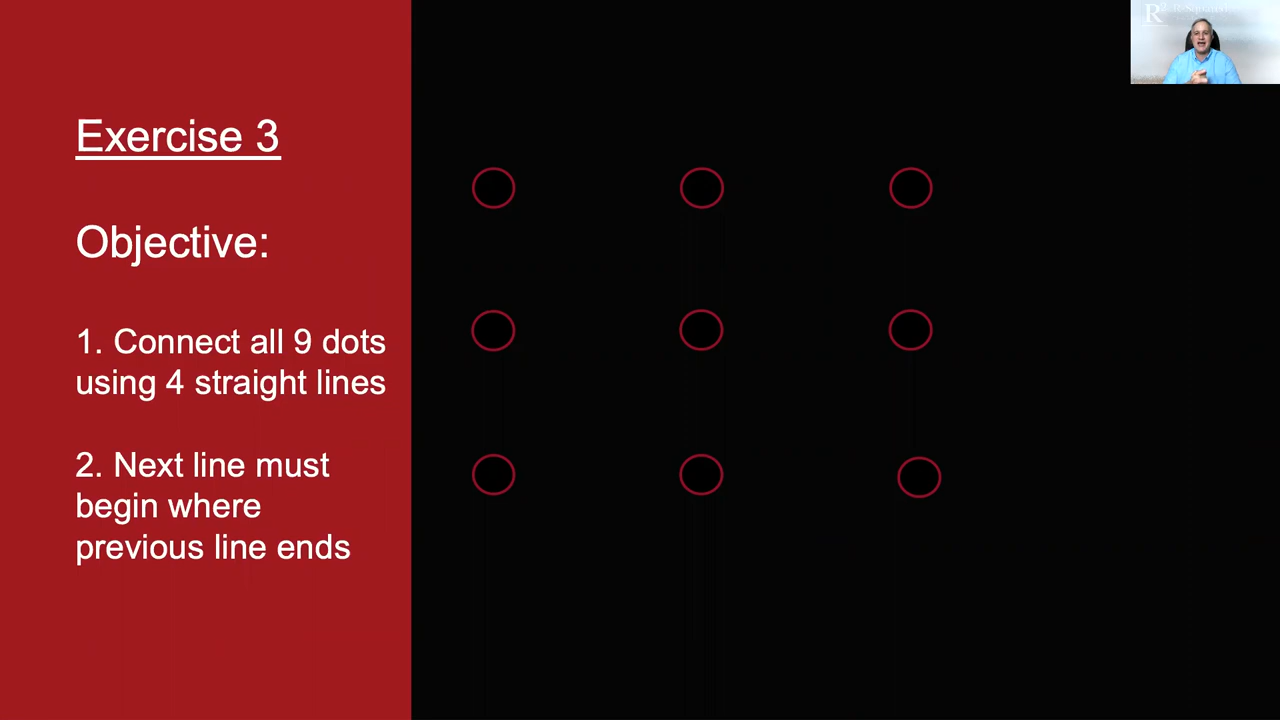 Exercise 3
Objective:
1. Connect all 9 dots
using 4 straight lines
2. Next line must
begin where
previous line ends
R